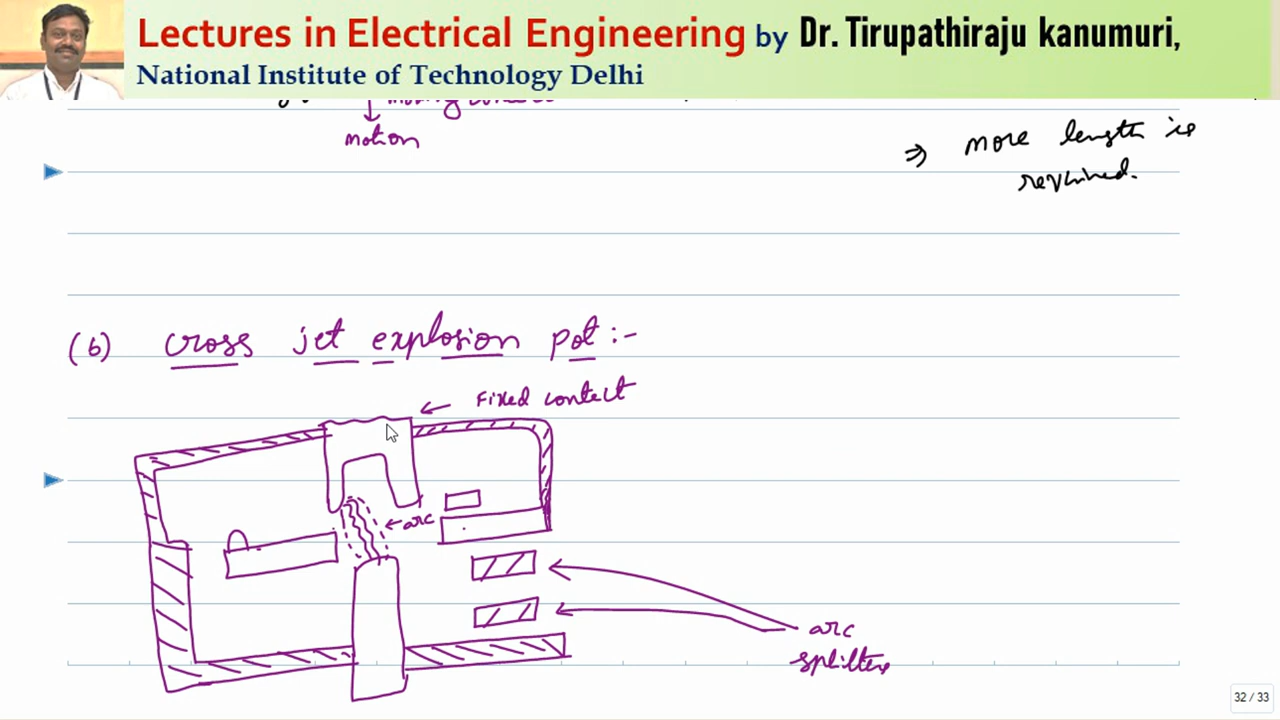 Lectures in Electrical Engineering by Dr. Tirupathiraju kanumuri,
National Institute of Technology Delhi
motion
⇒ more length is
required.
(b) cross jet explosion pot :-
← Fixed contact
← arc
arc
splitters
32 / 33